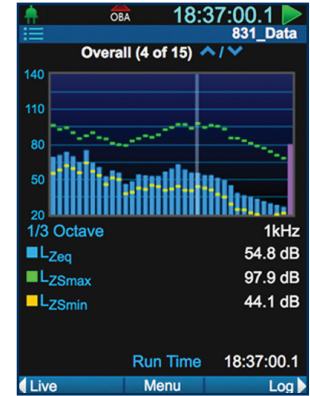 OBA 18:37:00.1
831_Data
Overall (4 of 15) /
140
110
80
50
20
1/3 Octave 1kHz
LZeq 54.8 dB
LZSmax 97.9 dB
LZSmin 44.1 dB
Run Time 18:37:00.1
Live Menu Log